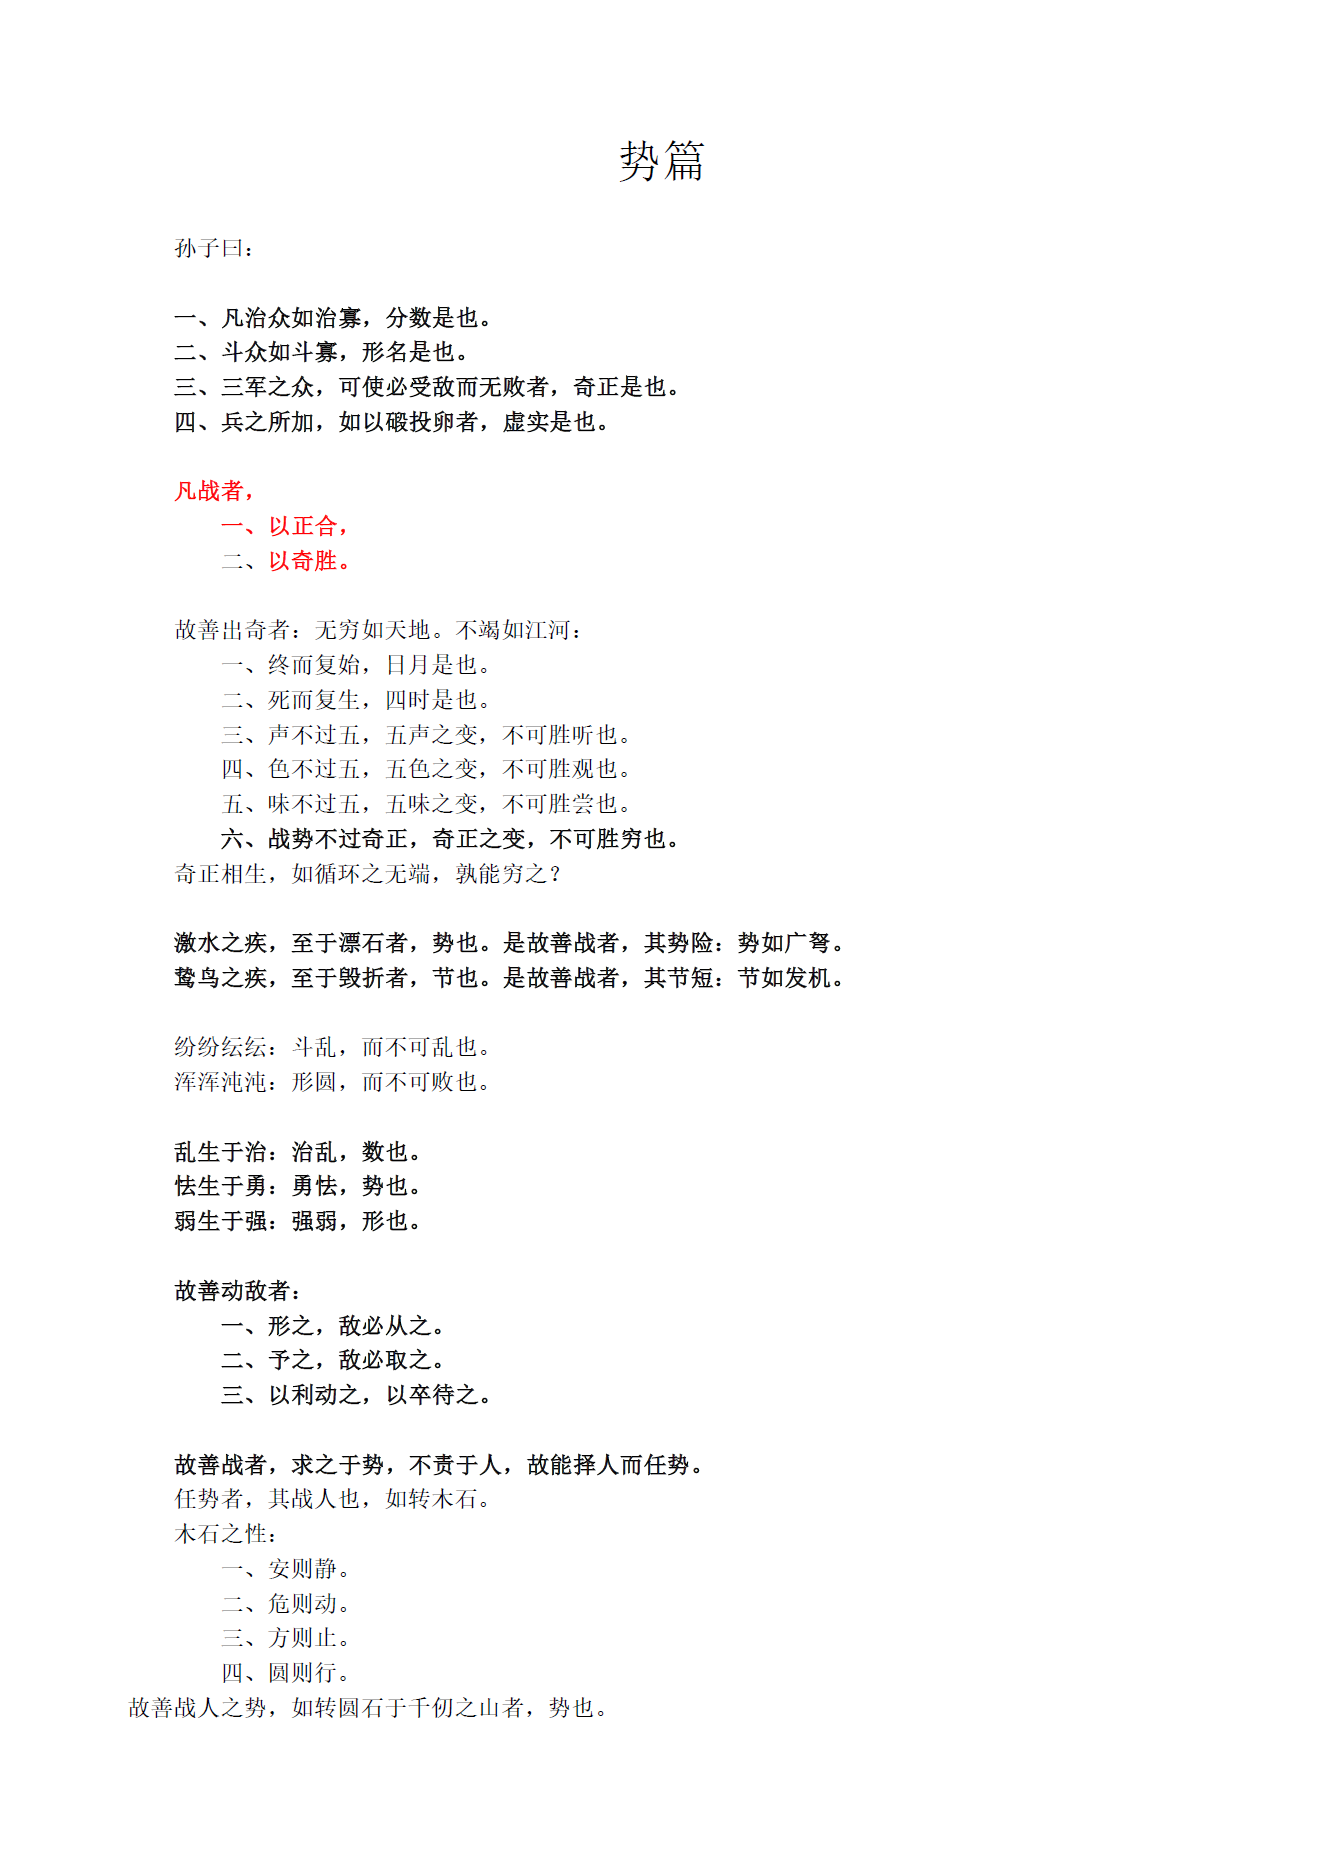 势篇
孙子曰：
一、凡治众如治寡，分数是也。
二、斗众如斗寡，形名是也。
三、三军之众，可使必受敌而无败者，奇正是也。
四、兵之所加，如以碫投卵者，虚实是也。
凡战者，
一、以正合，
二、以奇胜。
故善出奇者：无穷如天地。不竭如江河：
一、终而复始，日月是也。
二、死而复生，四时是也。
三、声不过五，五声之变，不可胜听也。
四、色不过五，五色之变，不可胜观也。
五、味不过五，五味之变，不可胜尝也。
六、战势不过奇正，奇正之变，不可胜穷也。
奇正相生，如循环之无端，孰能穷之？
激水之疾，至于漂石者，势也。是故善战者，其势险：势如广弩。
鸷鸟之疾，至于毁折者，节也。是故善战者，其节短：节如发机。
纷纷纭纭：斗乱，而不可乱也。
浑浑沌沌：形圆，而不可败也。
乱生于治：治乱，数也。
怯生于勇：勇怯，势也。
弱生于强：强弱，形也。
故善动敌者：
一、形之，敌必从之。
二、予之，敌必取之。
三、以利动之，以卒待之。
故善战者，求之于势，不责于人，故能择人而任势。
任势者，其战人也，如转木石。
木石之性：
一、安则静。
二、危则动。
三、方则止。
四、圆则行。
故善战人之势，如转圆石于千仞之山者，势也。